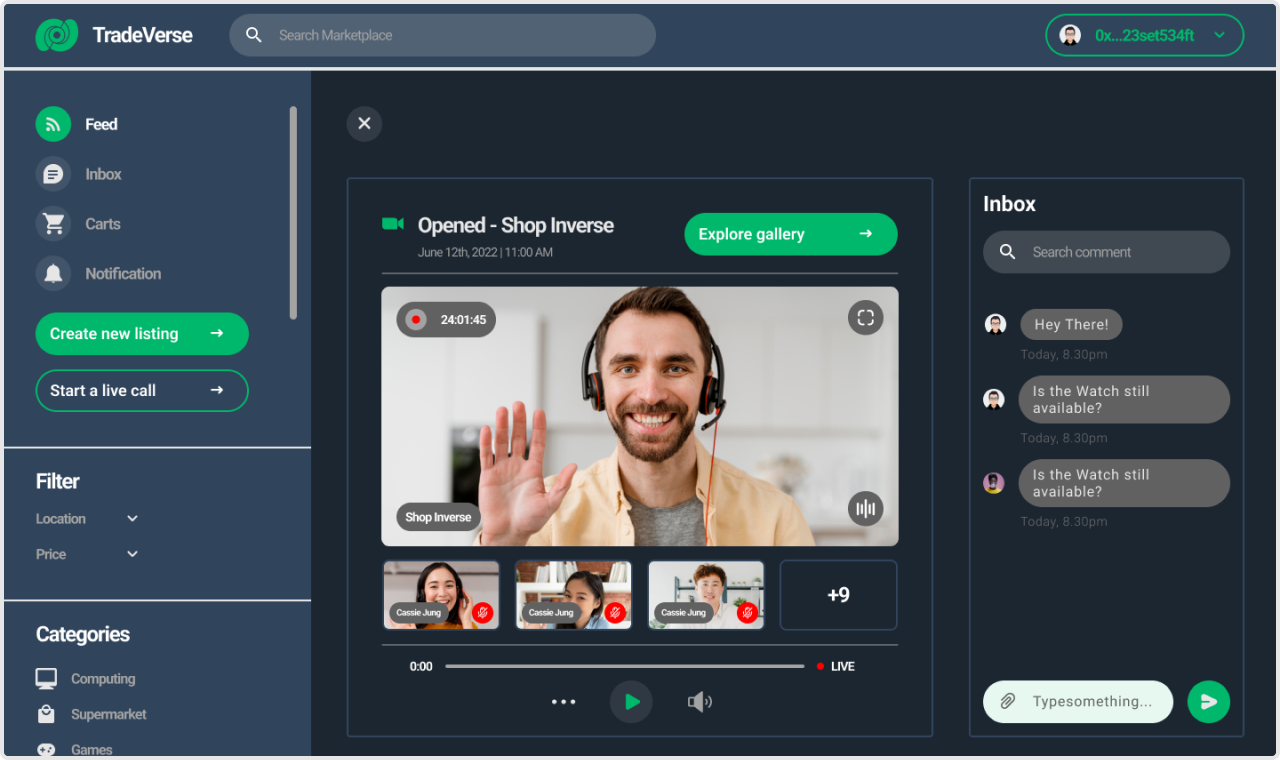 TradeVerse
Search Marketplace
0x...23set534ft
Feed
Inbox
Carts
Notification
Create new listing
Start a live call
Filter
Location
Price
Categories
Computing
Supermarket
Games
Opened - Shop Inverse
June 12th, 2022 | 11:00 AM
Explore gallery
24:01:45
Shop Inverse
Cassie Jung
Cassie Jung
Cassie Jung
+9
0:00
LIVE
Inbox
Search comment
Hey There!
Today, 8.30pm
Is the Watch still
available?
Today, 8.30pm
Is the Watch still
available?
Today, 8.30pm
Typesomething...